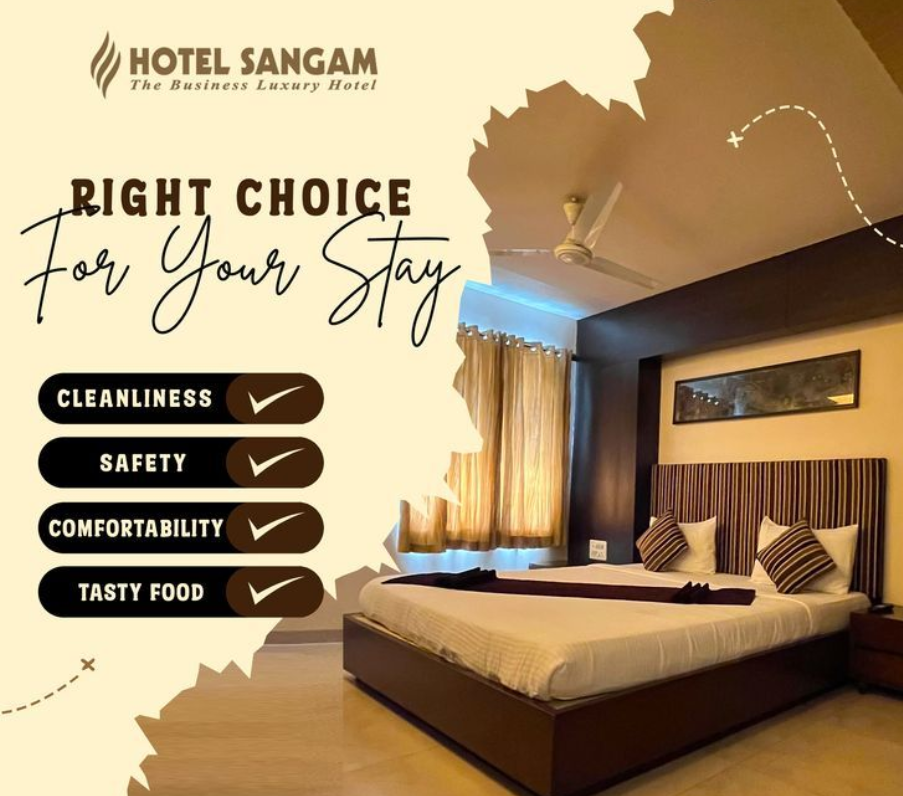 HOTEL SANGAM
The Business Luxury Hotel
RIGHT CHOICE
For Your Stay
CLEANLINESS
SAFETY
COMFORTABILITY
TASTY FOOD